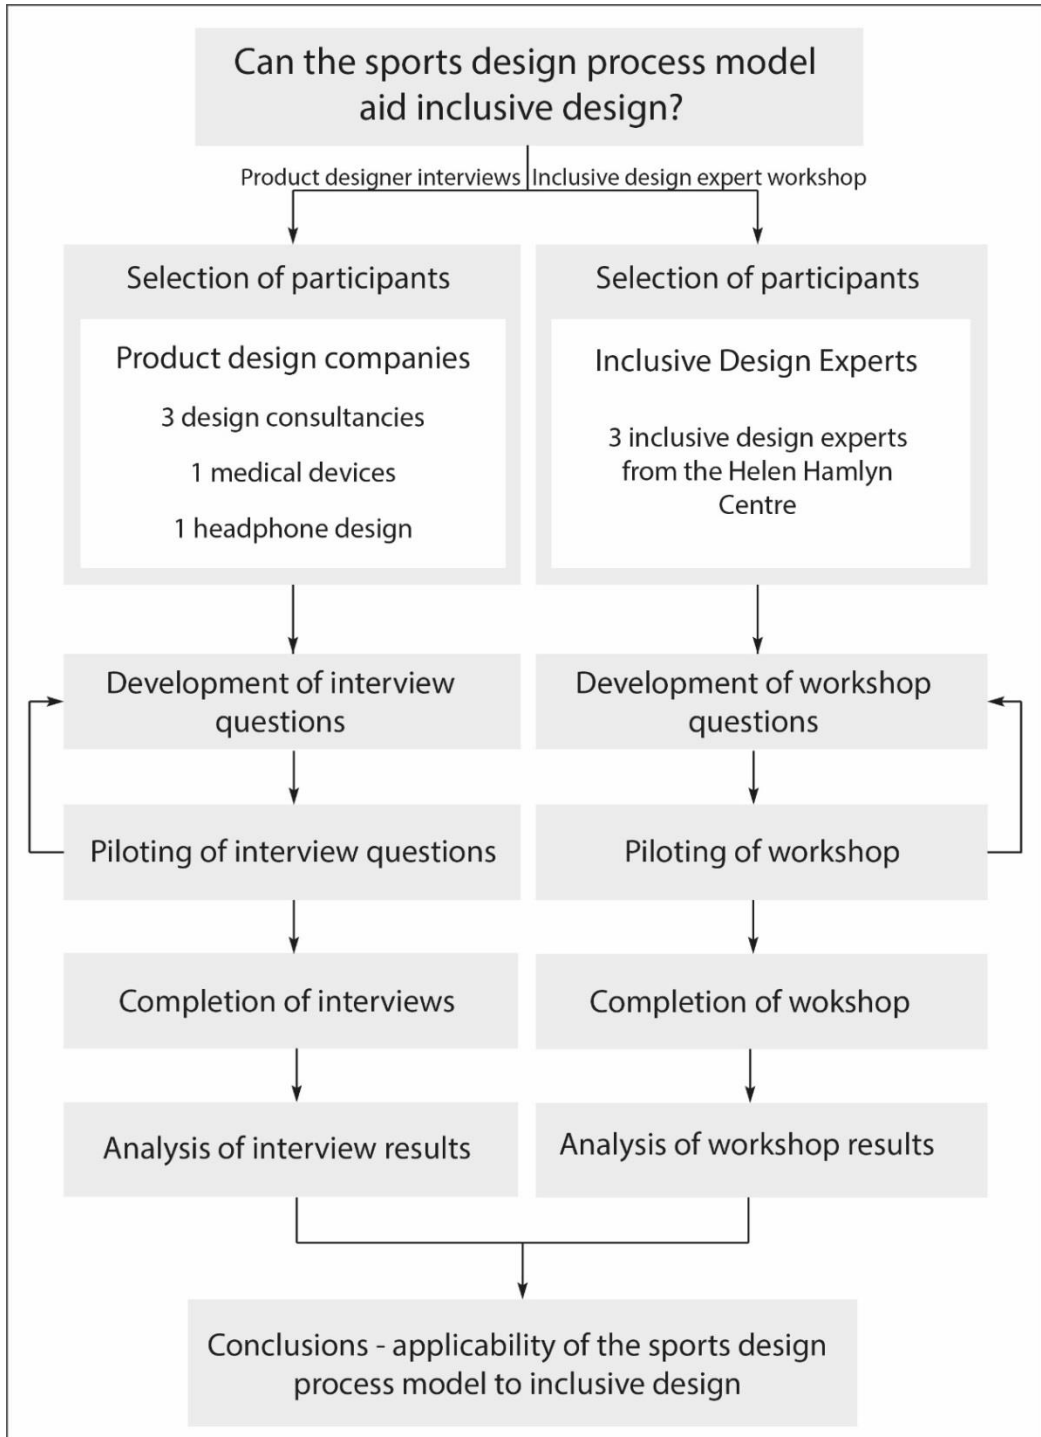 Can the sports design process model
aid inclusive design?
Product designer interviews
Inclusive design expert workshop
Selection of participants
Product design companies
3 design consultancies
1 medical devices
1 headphone design
Selection of participants
Inclusive Design Experts
3 inclusive design experts
from the Helen Hamlyn
Centre
Development of interview
questions
Development of workshop
questions
Piloting of interview questions
Piloting of workshop
Completion of interviews
Completion of wokshop
Analysis of interview results
Analysis of workshop results
Conclusions - applicability of the sports design
process model to inclusive design